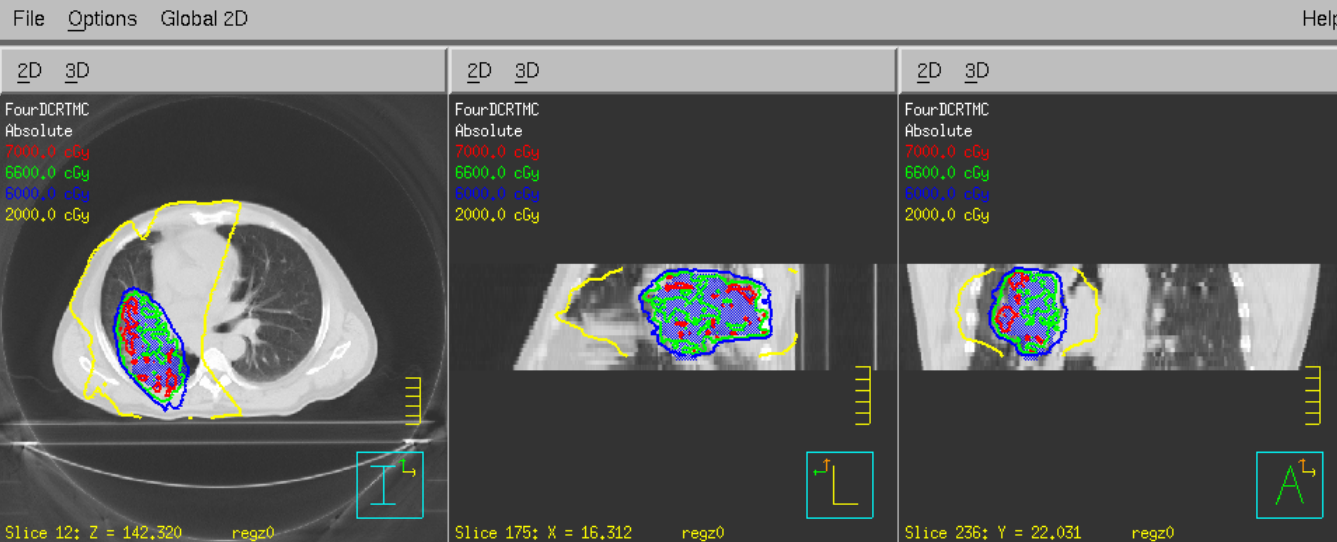 File Options Global 2D Help
2D 3D
FourDCRTMC
Absolute
7000.0 cGy
6600.0 cGy
6000.0 cGy
2000.0 cGy
I
Slice 12: Z = 142.320 regz0
2D 3D
FourDCRTMC
Absolute
7000.0 cGy
6600.0 cGy
6000.0 cGy
2000.0 cGy
L
Slice 175: X = 16.312 regz0
2D 3D
FourDCRTMC
Absolute
7000.0 cGy
6600.0 cGy
6000.0 cGy
2000.0 cGy
A
Slice 236: Y = 22.031 regz0